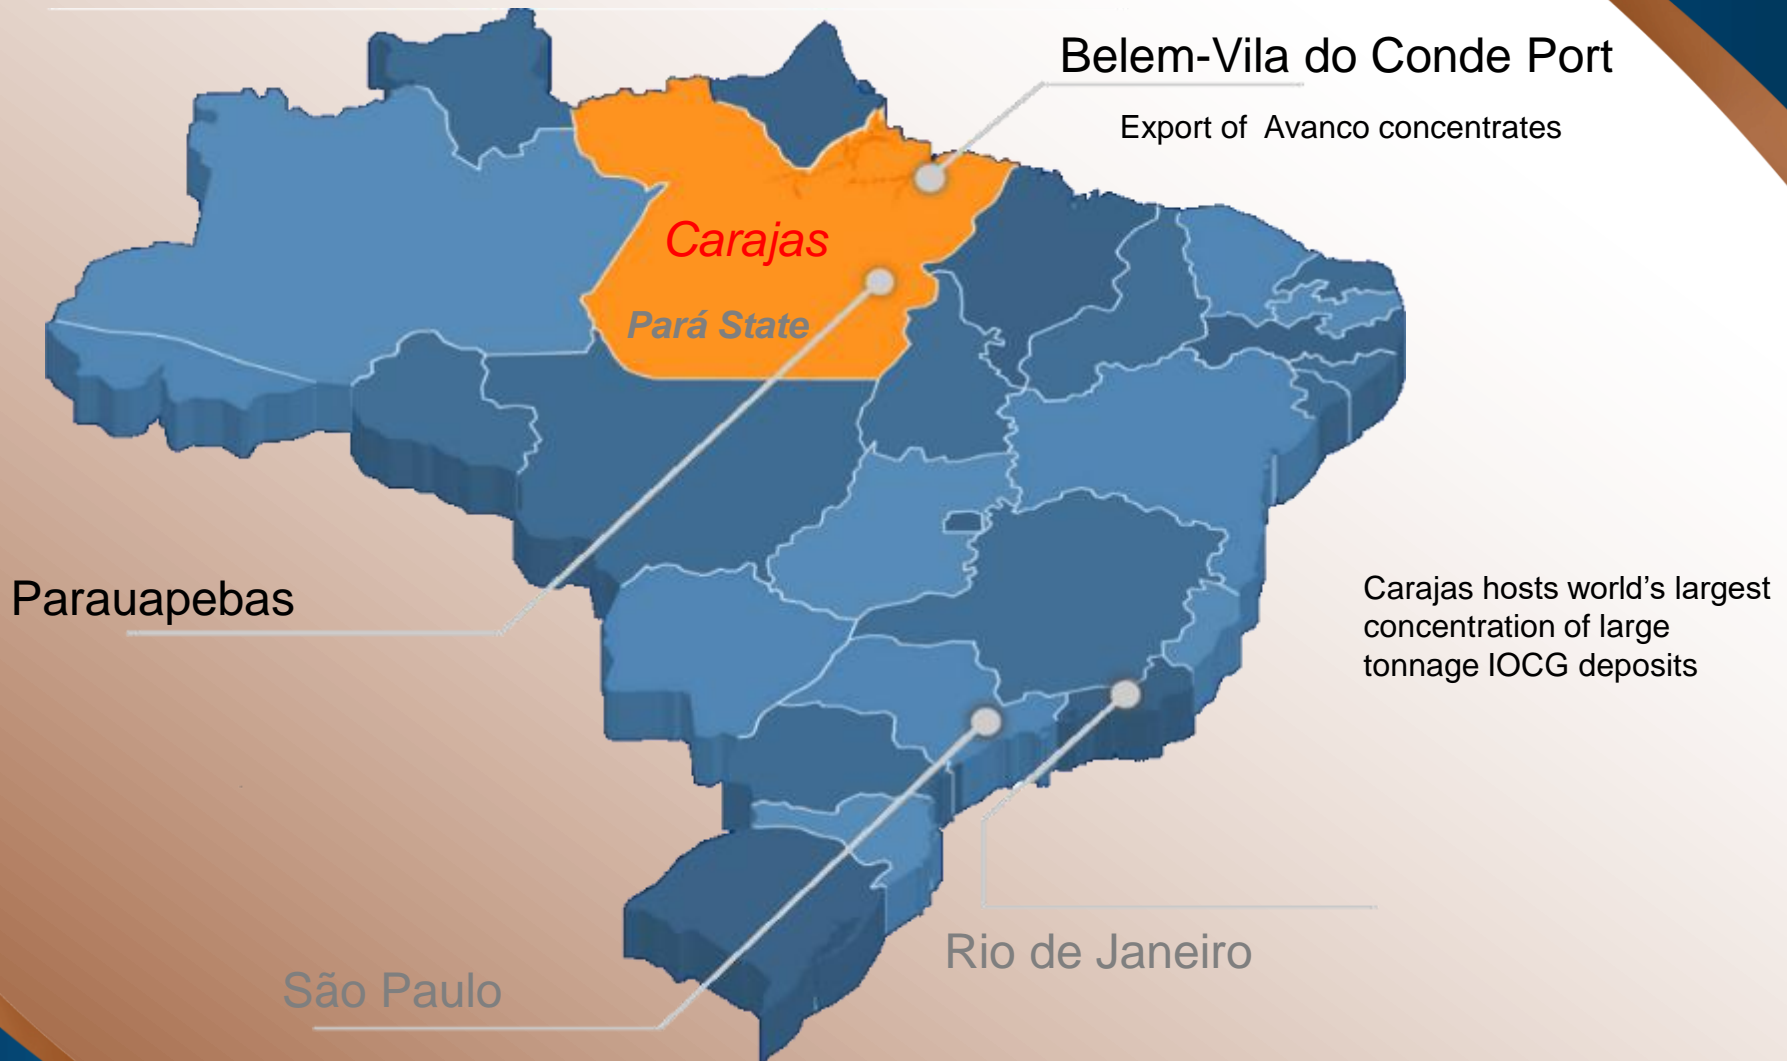 Belem-Vila do Conde Port
Export of Avanco concentrates
Carajas
Pará State
Parauapebas
Carajas hosts world's largest
concentration of large
tonnage IOCG deposits
Rio de Janeiro
São Paulo